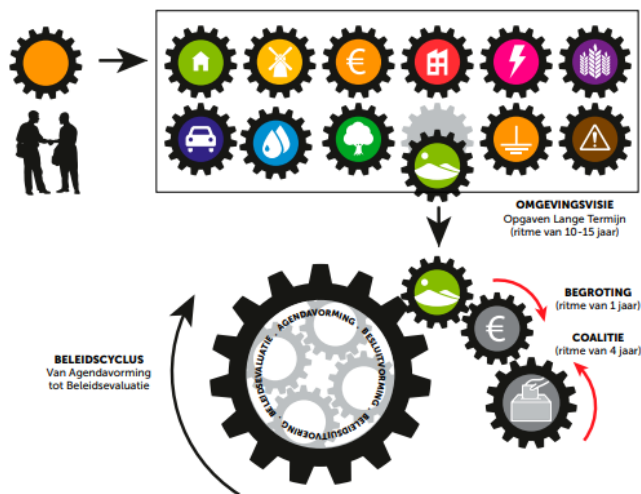 €
OMGEVINGSVISIE
Opgaven Lange Termijn
(ritme van 10-15 jaar)
BEGROTING
(ritme van 1 jaar)
€
COALITIE
(ritme van 4 jaar)
BELEIDSCYCLUS
Van Agendavorming
tot Beleidsevaluatie
AGENDAVORMING · BESLUITVORMING · BELEIDSUITVOERING · BELEIDSEVALUATIE ·